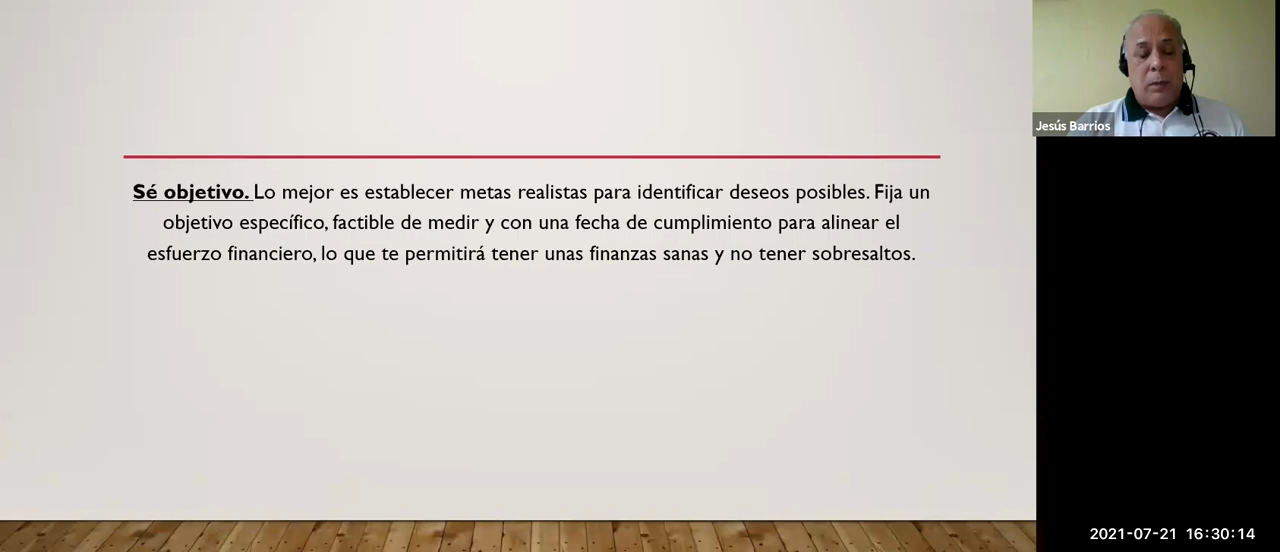 Sé objetivo. Lo mejor es establecer metas realistas para identificar deseos posibles. Fija un
objetivo específico, factible de medir y con una fecha de cumplimiento para alinear el
esfuerzo financiero, lo que te permitirá tener unas finanzas sanas y no tener sobresaltos.
Jesús Barrios
2021-07-21 16:30:14